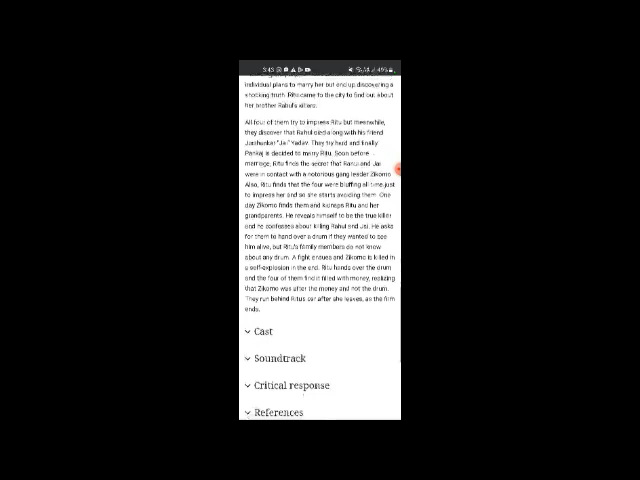 3:43
49%
individual plans to marry her but end up discovering a
shocking truth. Ritu came to the city to find out about
her brother Rahul's killers.
All four of them try to impress Ritu but meanwhile,
they discover that Rahul died along with his friend
Jaishankar "Jai" Yadav. They try hard and finally
Pankaj is decided to marry Ritu. Soon before
marriage, Ritu finds the secret that Rahul and Jai
were in contact with a notorious gang leader Zikomo
Also, Ritu finds that the four were bluffing all time just
to impress her and so she starts avoiding them. One
day Zikomo finds them and kidnaps Ritu and her
grandparents. He reveals himself to be the true killer
and he confesses about killing Rahul and Jai. He asks
for them to hand over a drum if they wanted to see
him alive, but Ritu's family members do not know
about any drum. A fight ensues and Zikomo is killed in
a self-explosion in the end. Ritu hands over the drum
and the four of them find it filled with money, realizing
that Zikomo was after the money and not the drum.
They run behind Ritu's car after she leaves, as the film
ends.
Cast
Soundtrack
Critical response
References